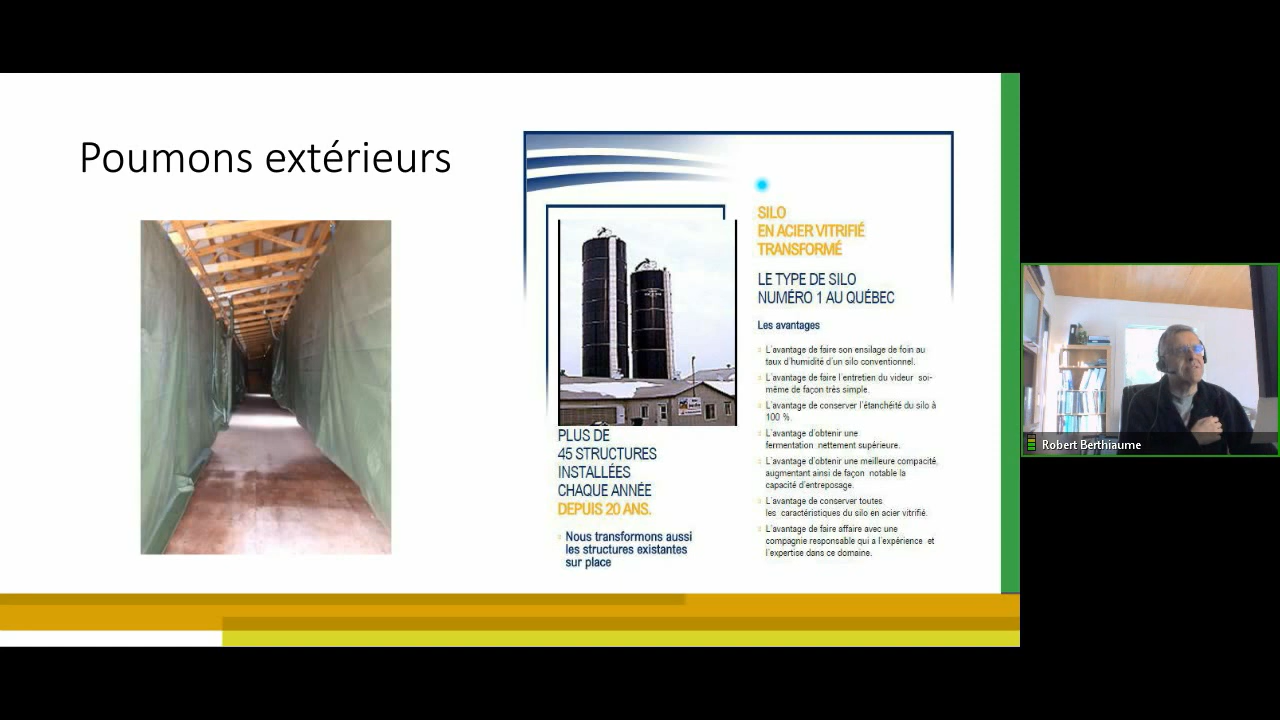 Poumons extérieurs
PLUS DE
45 STRUCTURES
INSTALLÉES
CHAQUE ANNÉE
DEPUIS 20 ANS.
Nous transformons aussi
les structures existantes
sur place
SILO
EN ACIER VITRIFIÉ
TRANSFORMÉ
LE TYPE DE SILO
NUMÉRO 1 AU QUÉBEC
Les avantages
L'avantage de faire son ensilage de foin au
taux d'humidité d'un silo conventionnel.
L'avantage de faire l'entretien du videur soi-
même de façon très simple.
L'avantage de conserver l'étanchéité du silo à
100 %.
L'avantage d'obtenir une
fermentation nettement supérieure.
L'avantage d'obtenir une meilleure compacité,
augmentant ainsi de façon notable la
capacité d'entreposage.
L'avantage de conserver toutes
les caractéristiques du silo en acier vitrifié.
L'avantage de faire affaire avec une
compagnie responsable qui a l'expérience et
l'expertise dans ce domaine.
Robert Berthiaume